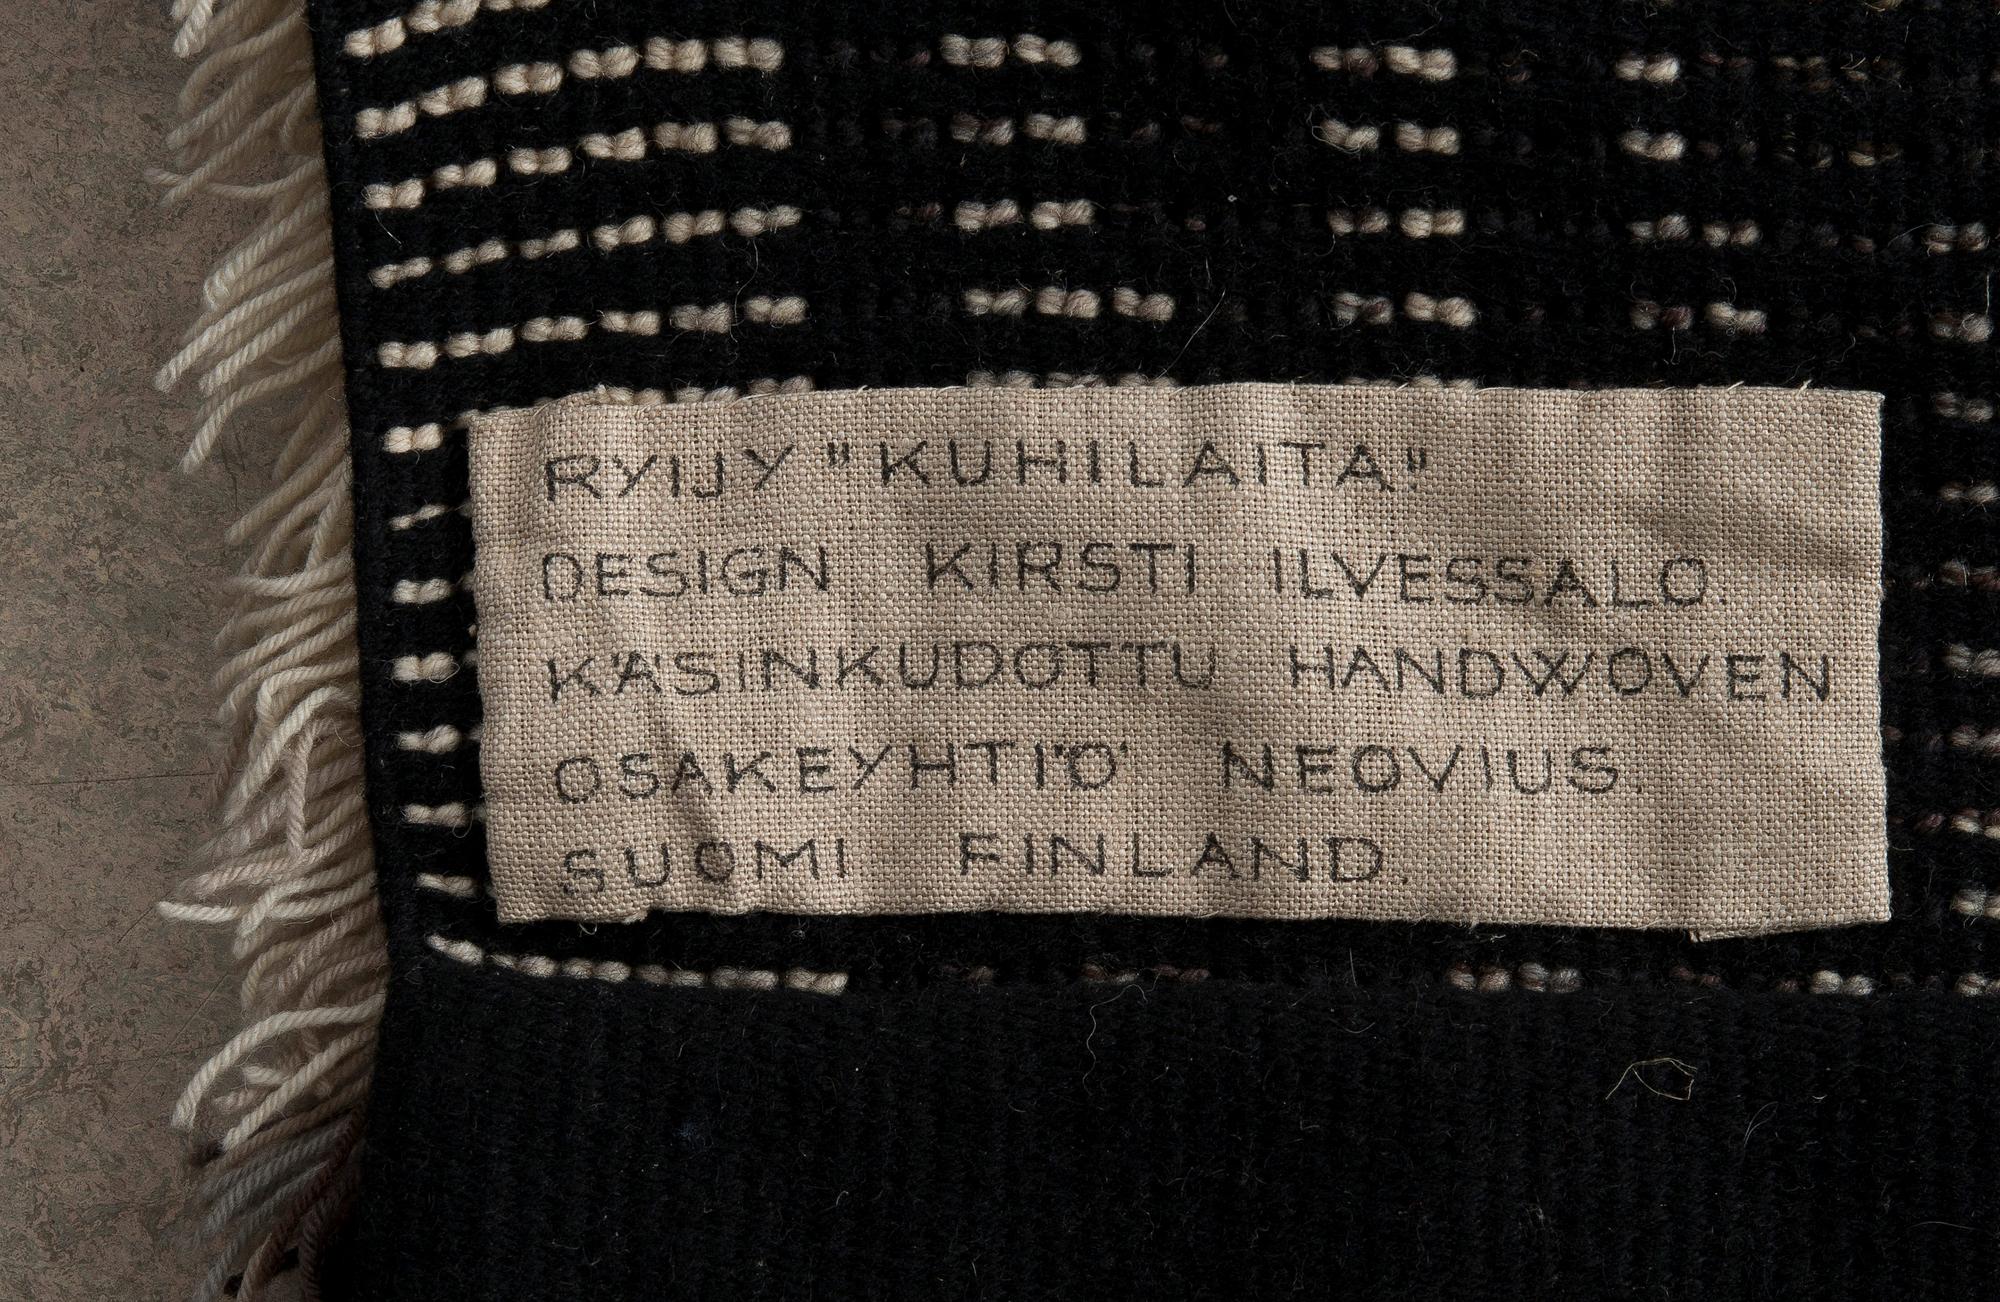 RYIJY "KUHILAITA."
DESIGN KIRSTI ILVESSALO.
KÄSINKUDOTTU HANDWOVEN
OSAKEYHTIÖ NEOVIUS
SUOMI FINLAND.